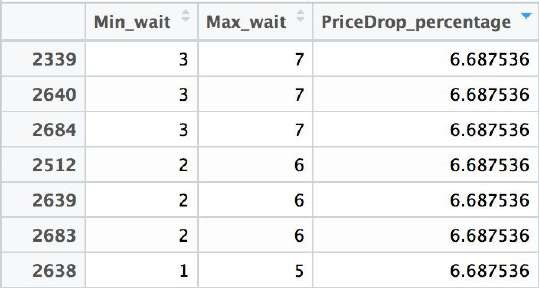 Min_wait Max_wait PriceDrop_percentage
2339 3 7 6.687536
2640 3 7 6.687536
2684 3 7 6.687536
2512 2 6 6.687536
2639 2 6 6.687536
2683 2 6 6.687536
2638 1 5 6.687536